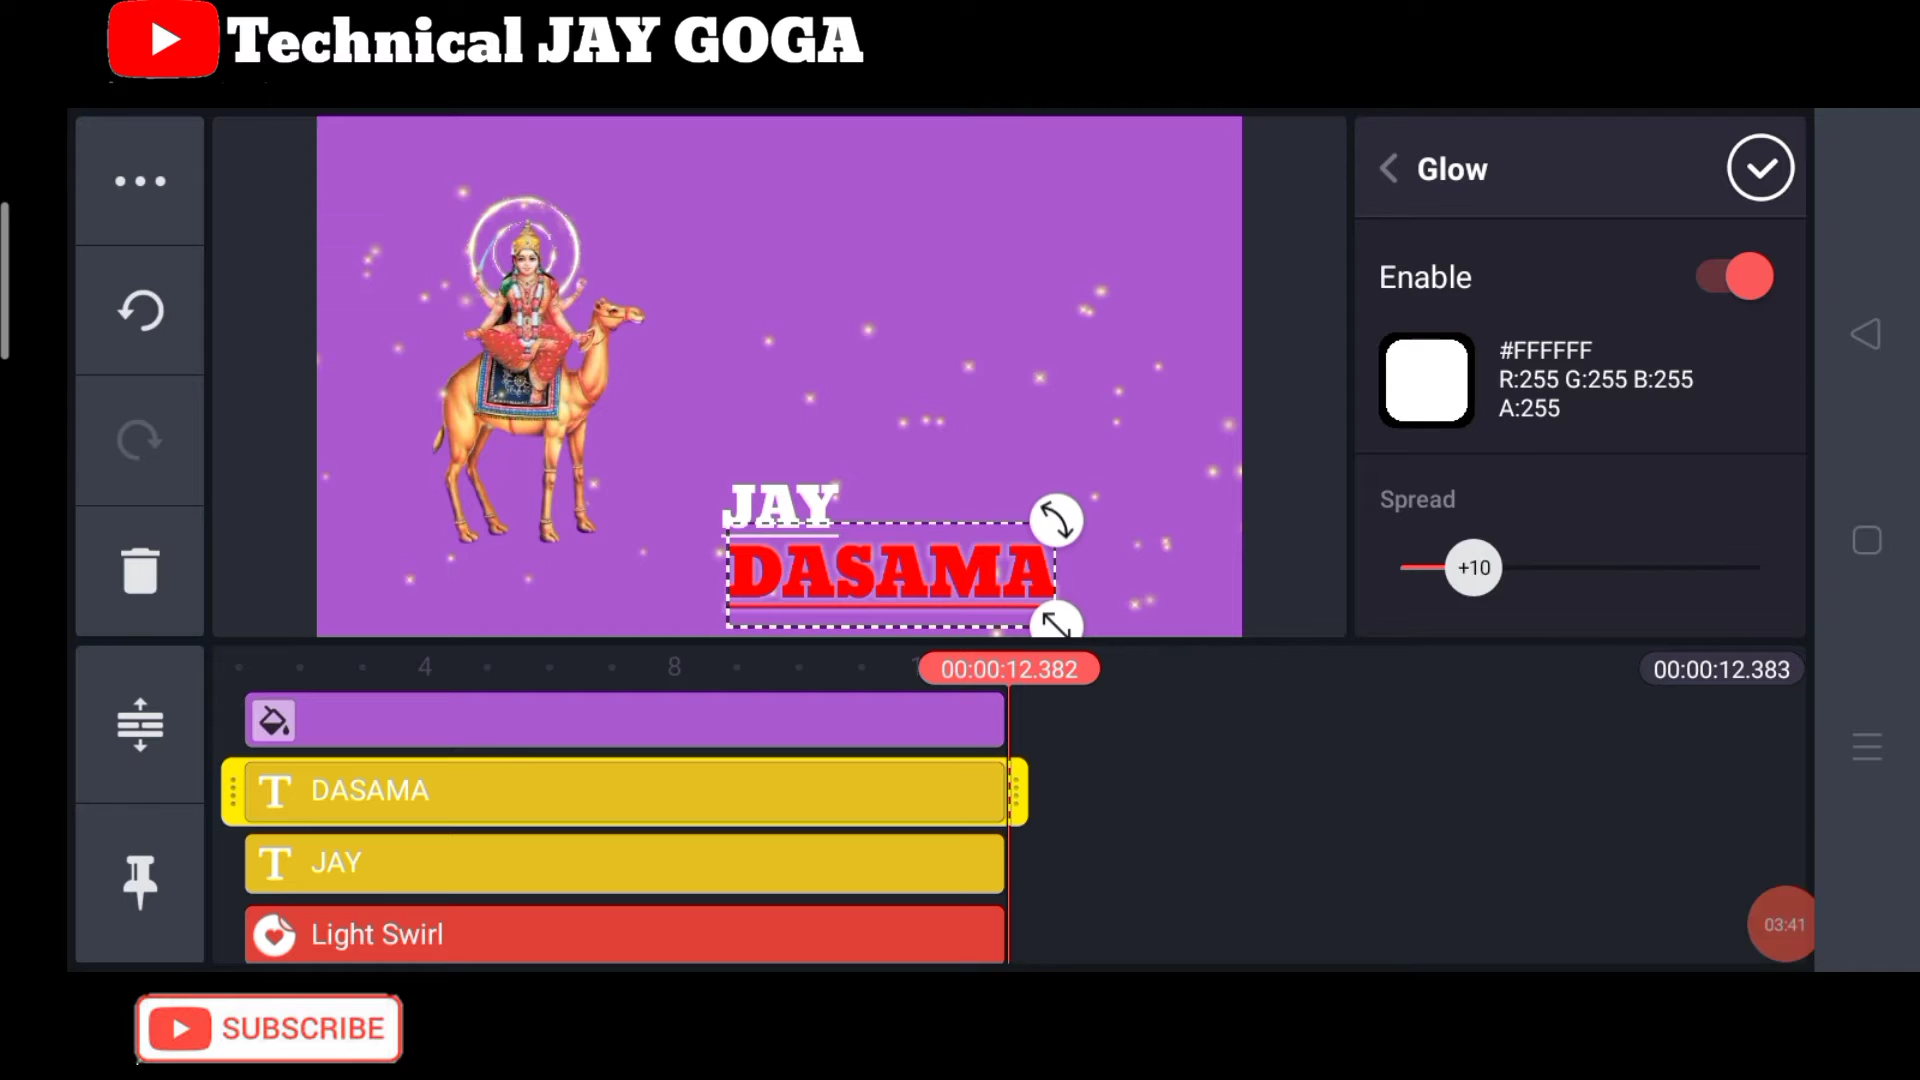 Technical JAY GOGA
Glow
Enable
#FFFFFF
R:255 G:255 B:255
A:255
Spread
+10
JAY
DASAMA
4
8
00:00:12.382
00:00:12.383
DASAMA
JAY
Light Swirl
03:41
SUBSCRIBE